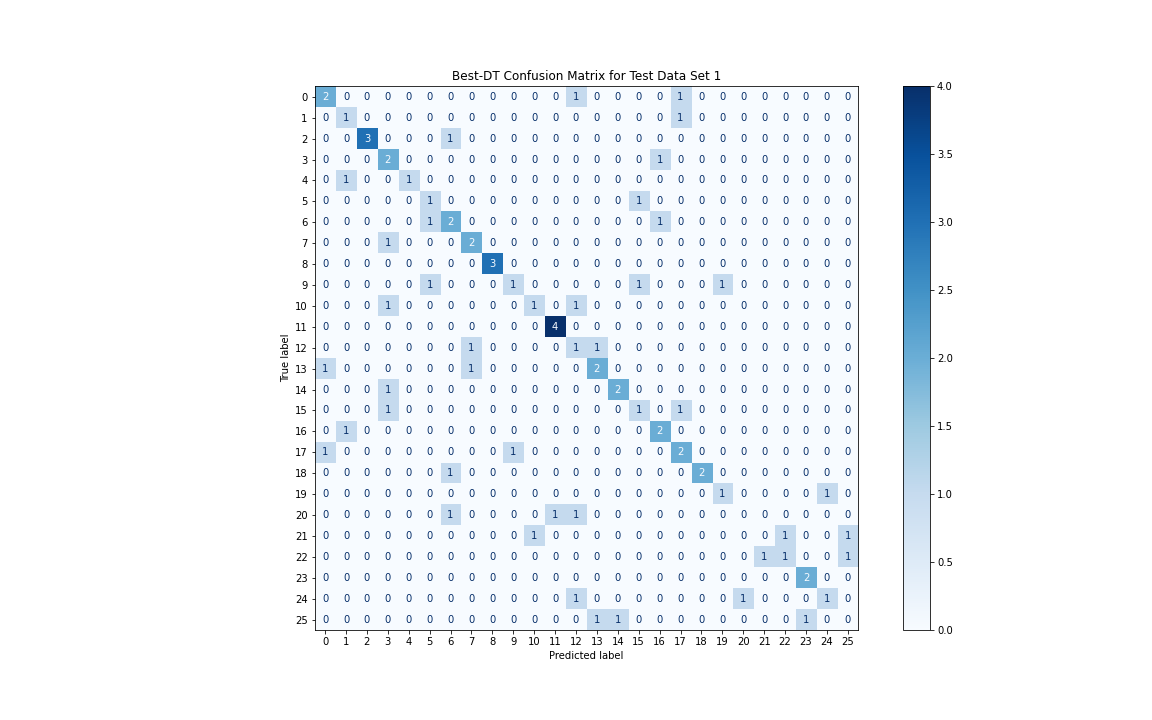 Best-DT Confusion Matrix for Test Data Set 1
0 2 0 0 0 0 0 0 0 0 0 0 0 1 0 0 0 0 1 0 0 0 0 0 0 0 0
1 0 1 0 0 0 0 0 0 0 0 0 0 0 0 0 0 0 1 0 0 0 0 0 0 0 0
2 0 0 3 0 0 0 1 0 0 0 0 0 0 0 0 0 0 0 0 0 0 0 0 0 0 0
3 0 0 0 2 0 0 0 0 0 0 0 0 0 0 0 0 1 0 0 0 0 0 0 0 0 0
4 0 1 0 0 1 0 0 0 0 0 0 0 0 0 0 0 0 0 0 0 0 0 0 0 0 0
5 0 0 0 0 0 1 0 0 0 0 0 0 0 0 0 1 0 0 0 0 0 0 0 0 0 0
6 0 0 0 0 0 1 2 0 0 0 0 0 0 0 0 0 1 0 0 0 0 0 0 0 0 0
7 0 0 0 1 0 0 0 2 0 0 0 0 0 0 0 0 0 0 0 0 0 0 0 0 0 0
8 0 0 0 0 0 0 0 0 3 0 0 0 0 0 0 0 0 0 0 0 0 0 0 0 0 0
9 0 0 0 0 0 1 0 0 0 1 0 0 0 0 0 1 0 0 0 1 0 0 0 0 0 0
10 0 0 0 1 0 0 0 0 0 0 1 0 1 0 0 0 0 0 0 0 0 0 0 0 0 0
11 0 0 0 0 0 0 0 0 0 0 0 4 0 0 0 0 0 0 0 0 0 0 0 0 0 0
12 0 0 0 0 0 0 0 1 0 0 0 0 1 1 0 0 0 0 0 0 0 0 0 0 0 0
13 1 0 0 0 0 0 0 1 0 0 0 0 0 2 0 0 0 0 0 0 0 0 0 0 0 0
14 0 0 0 1 0 0 0 0 0 0 0 0 0 0 2 0 0 0 0 0 0 0 0 0 0 0
15 0 0 0 1 0 0 0 0 0 0 0 0 0 0 0 1 0 1 0 0 0 0 0 0 0 0
16 0 1 0 0 0 0 0 0 0 0 0 0 0 0 0 0 2 0 0 0 0 0 0 0 0 0
17 1 0 0 0 0 0 0 0 0 1 0 0 0 0 0 0 0 2 0 0 0 0 0 0 0 0
18 0 0 0 0 0 0 1 0 0 0 0 0 0 0 0 0 0 0 2 0 0 0 0 0 0 0
19 0 0 0 0 0 0 0 0 0 0 0 0 0 0 0 0 0 0 0 1 0 0 0 0 1 0
20 0 0 0 0 0 0 1 0 0 0 0 1 1 0 0 0 0 0 0 0 0 0 0 0 0 0
21 0 0 0 0 0 0 0 0 0 0 1 0 0 0 0 0 0 0 0 0 0 0 1 0 0 1
22 0 0 0 0 0 0 0 0 0 0 0 0 0 0 0 0 0 0 0 0 0 1 1 0 0 1
23 0 0 0 0 0 0 0 0 0 0 0 0 0 0 0 0 0 0 0 0 0 0 0 2 0 0
24 0 0 0 0 0 0 0 0 0 0 0 0 1 0 0 0 0 0 0 0 1 0 0 0 1 0
25 0 0 0 0 0 0 0 0 0 0 0 0 0 1 1 0 0 0 0 0 0 0 0 1 0 0
0 1 2 3 4 5 6 7 8 9 10 11 12 13 14 15 16 17 18 19 20 21 22 23 24 25
Predicted label
True label
4.0
3.5
3.0
2.5
2.0
1.5
1.0
0.5
0.0